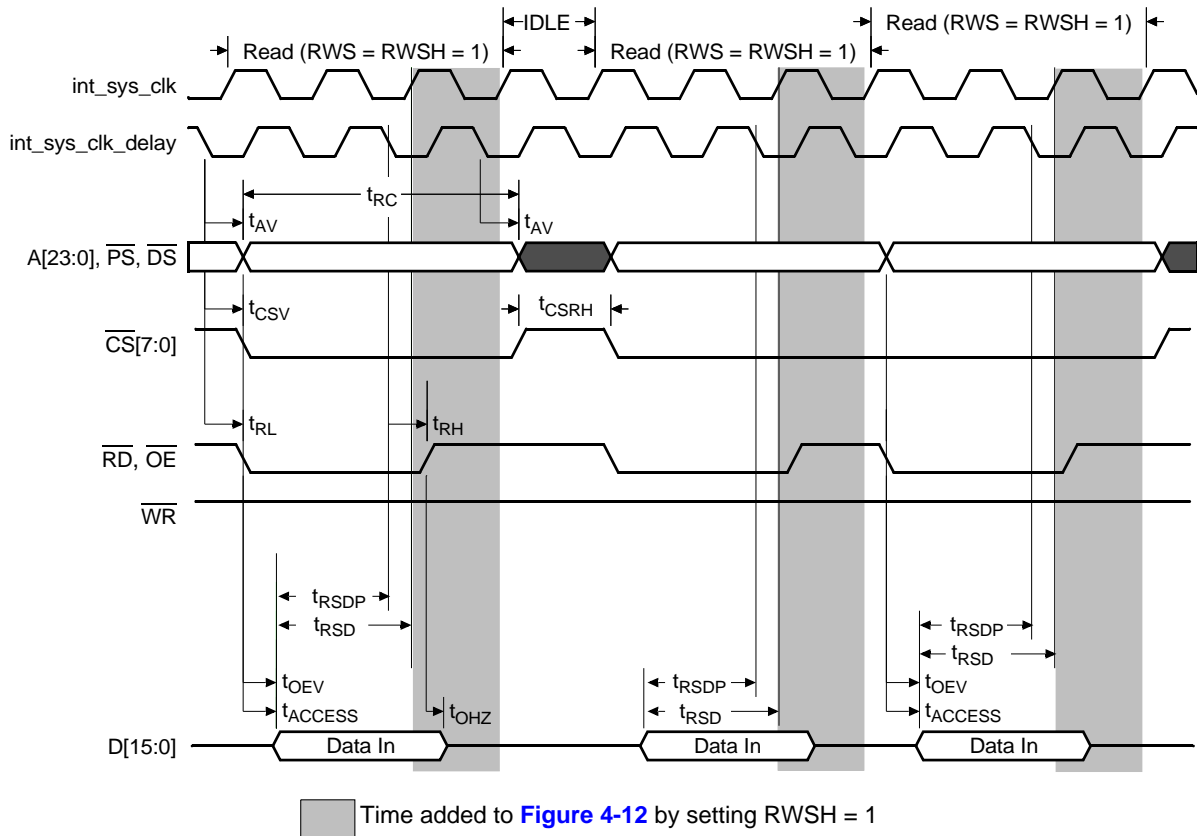 IDLE
Read (RWS = RWSH = 1)
Read (RWS = RWSH = 1)
Read (RWS = RWSH = 1)
int_sys_clk
int_sys_clk_delay
tRC
tAV
tAV
A[23:0], PS, DS
tCSV
tCSRH
CS[7:0]
tRL
tRH
RD, OE
WR
tRSDP
tRSD
tRSDP
tRSD
tOEV
tRSDP
tOEV
tACCESS
tOHZ
tRSD
tACCESS
D[15:0]
Data In
Data In
Data In
Time added to Figure 4-12 by setting RWSH = 1